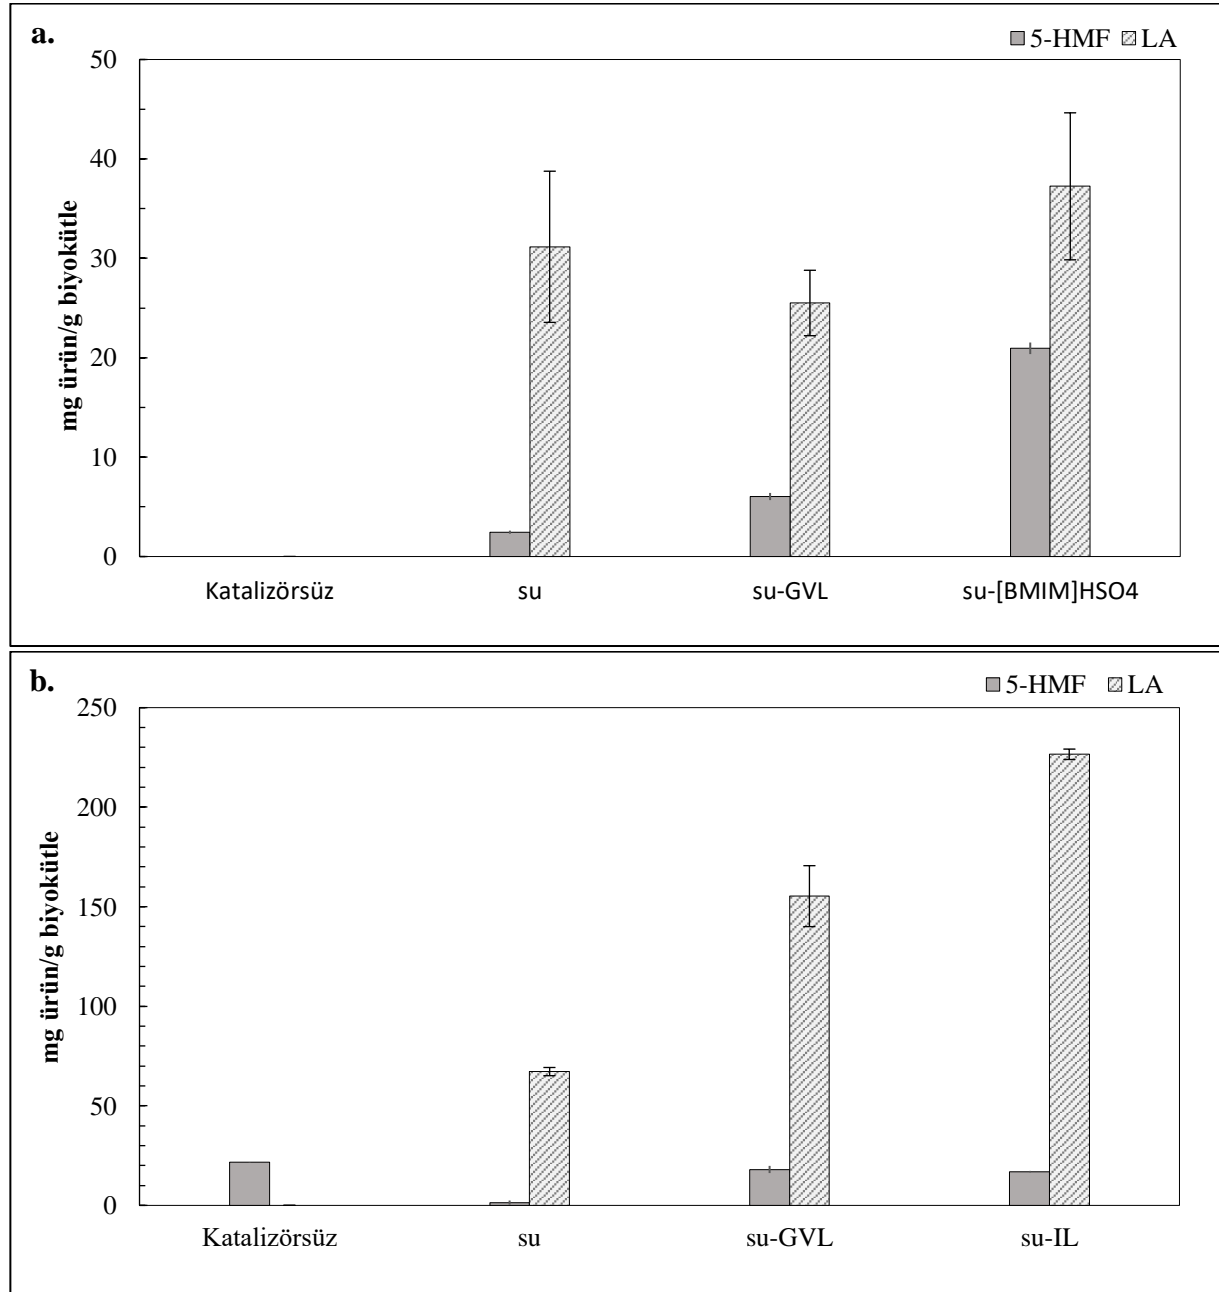 a.
5-HMF LA
50
40
30
20
10
0
mg ürün/g biyokütle
Katalizörsüz su su-GVL su-[BMIM]HSO4
b.
5-HMF LA
250
200
150
100
50
0
mg ürün/g biyokütle
Katalizörsüz su su-GVL su-IL